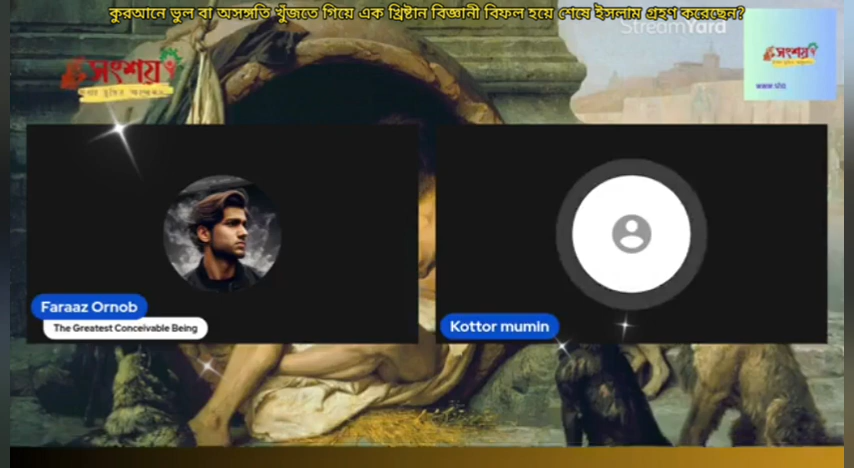 কুরআনে ভুল বা অসঙ্গতি খুঁজতে গিয়ে এক খ্রিষ্টান বিজ্ঞানী বিফল হয়ে শেষে ইসলাম গ্রহণ করেছেন?
StreamYard
সংশয়
সংশয়
Faraaz Ornob
The Greatest Conceivable Being
Kottor mumin